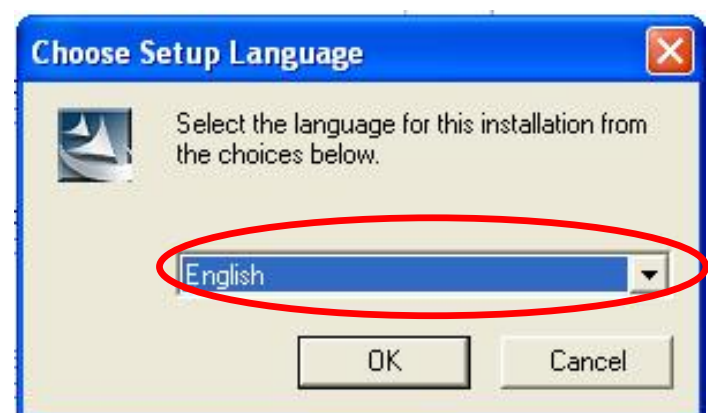 Choose Setup Language
Select the language for this installation from
the choices below.
English
OK
Cancel